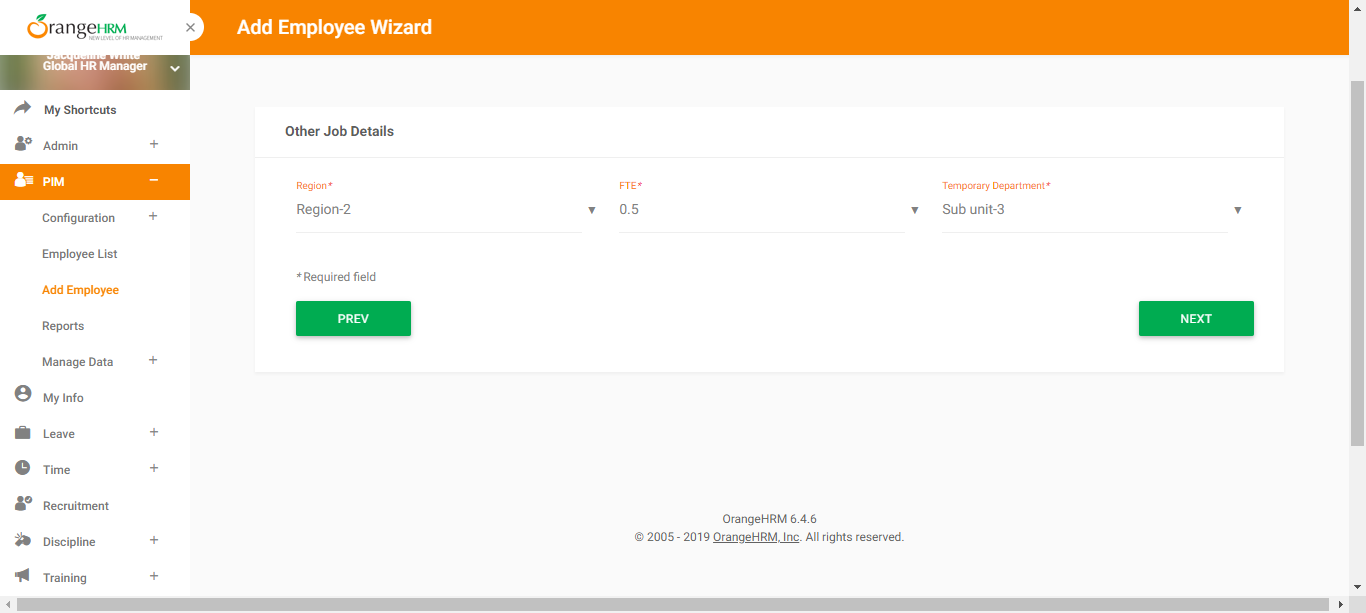 OrangeHRM
NEW LEVEL OF HR MANAGEMENT
Add Employee Wizard
Jacqueline White
Global HR Manager
My Shortcuts
Admin
PIM
Configuration
Employee List
Add Employee
Reports
Manage Data
My Info
Leave
Time
Recruitment
Discipline
Training
Other Job Details
Region* FTE* Temporary Department*
Region-2 0.5 Sub unit-3
* Required field
PREV NEXT
OrangeHRM 6.4.6
© 2005 - 2019 OrangeHRM, Inc. All rights reserved.